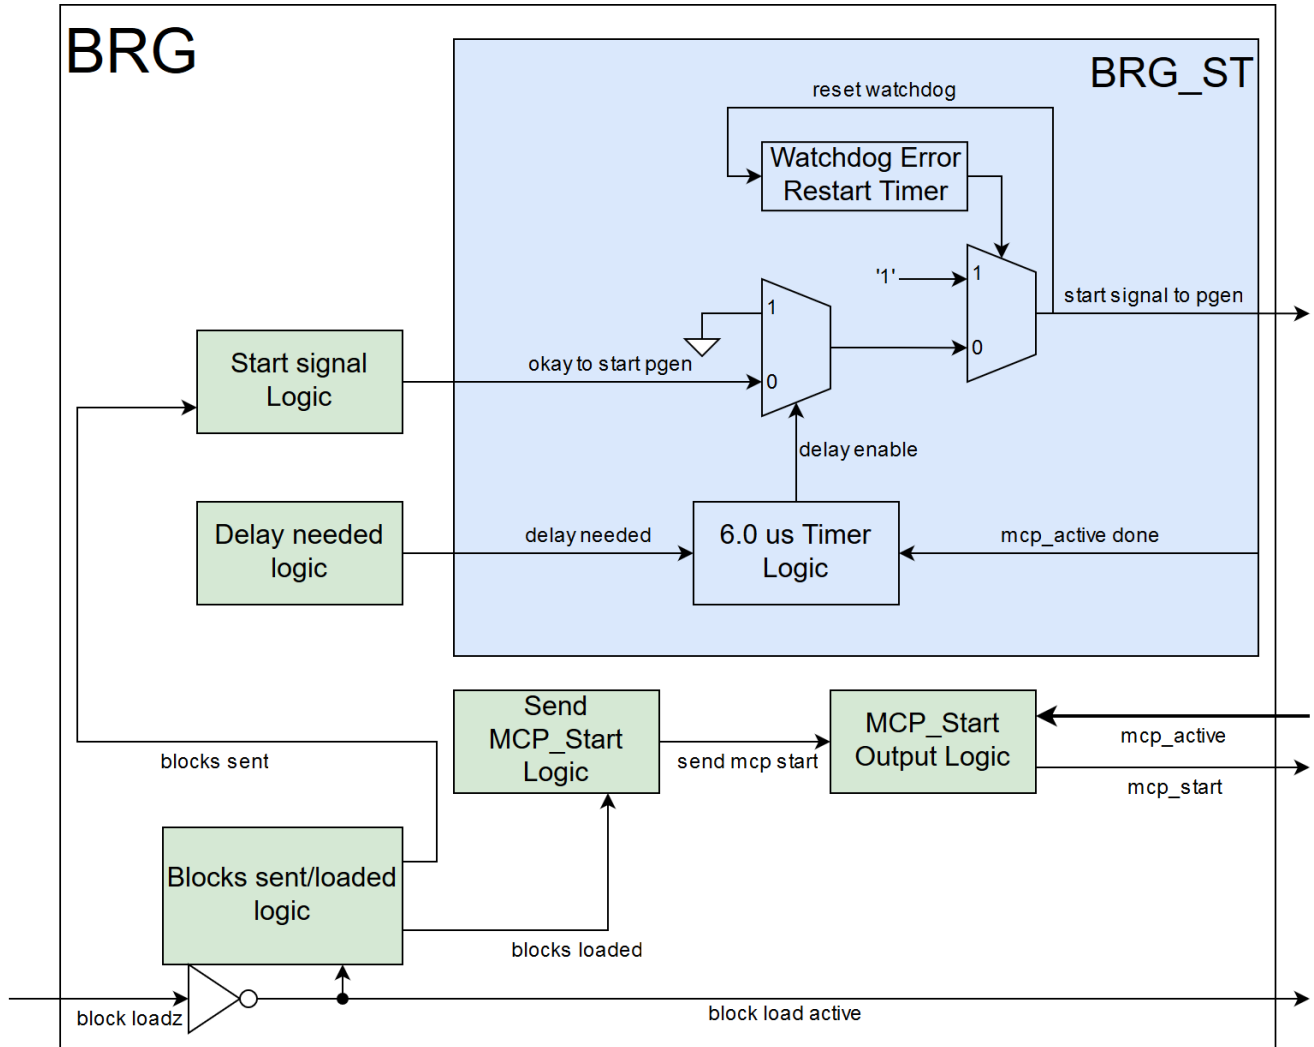 BRG
BRG_ST
reset watchdog
Watchdog Error
Restart Timer
'1'
1
start signal to pgen
1
0
Start signal
Logic
okay to start pgen
0
delay enable
Delay needed
logic
delay needed
6.0 us Timer
Logic
mcp_active done
Send
MCP_Start
Logic
send mcp start
MCP_Start
Output Logic
mcp_active
mcp_start
blocks sent
Blocks sent/loaded
logic
blocks loaded
block loadz
block load active